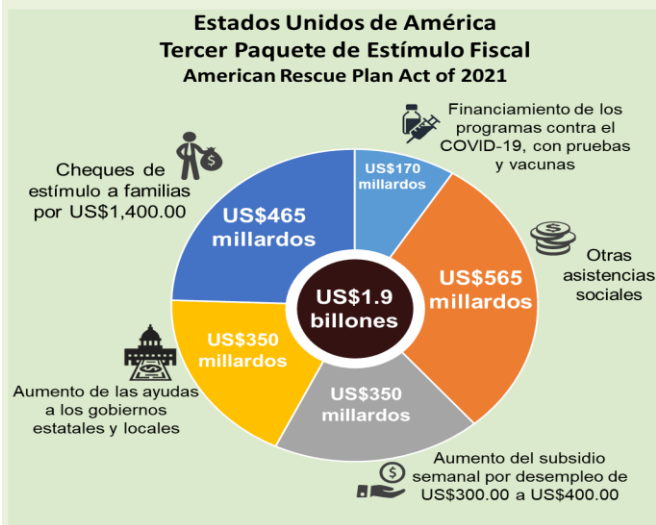 Estados Unidos de América
Tercer Paquete de Estímulo Fiscal
American Rescue Plan Act of 2021
Financiamiento de los
programas contra el
COVID-19, con pruebas
y vacunas
US$170
millardos
Cheques de
estímulo a familias
por US$1,400.00
US$465
millardos
US$565
millardos
Otras
asistencias
sociales
US$1.9
billones
US$350
millardos
Aumento de las ayudas
a los gobiernos
estatales y locales
US$350
millardos
Aumento del subsidio
semanal por desempleo de
US$300.00 a US$400.00